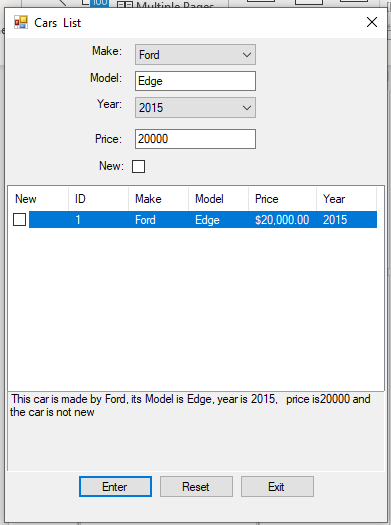 100 Multiple Pages
Cars List
Make: Ford
Model: Edge
Year: 2015
Price: 20000
New:
New ID Make Model Price Year
1 Ford Edge $20,000.00 2015
This car is made by Ford, its Model is Edge, year is 2015, price is20000 and
the car is not new
Enter Reset Exit